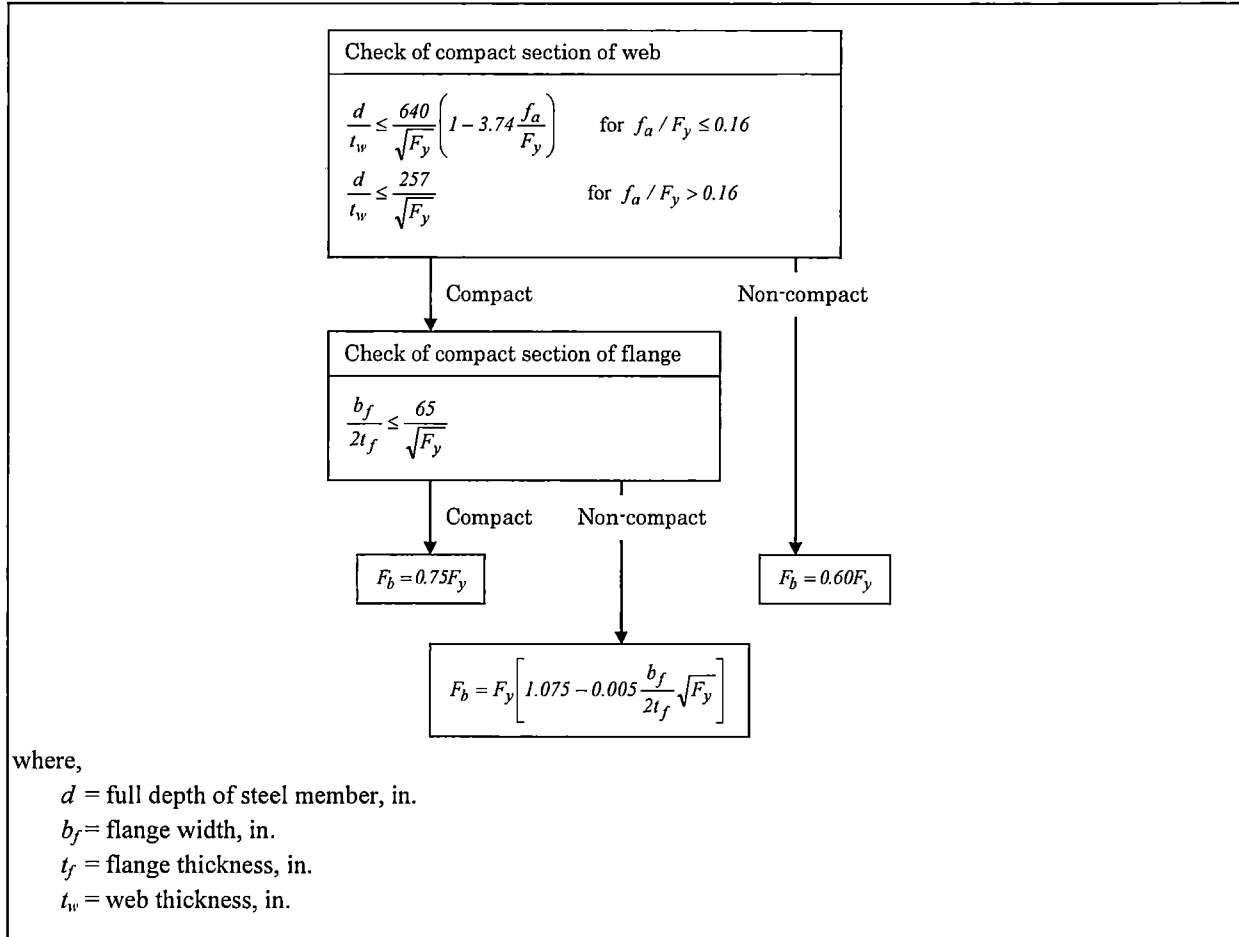 Check of compact section of web
d/t_w ≤ 640/√F_y (1 − 3.74 f_a/F_y) for f_a / F_y ≤ 0.16
d/t_w ≤ 257/√F_y for f_a / F_y > 0.16
Compact Non-compact
Check of compact section of flange
b_f/2t_f ≤ 65/√F_y
Compact Non-compact
F_b = 0.75F_y F_b = 0.60F_y
F_b = F_y [1.075 − 0.005 b_f/2t_f √F_y]
where,
d = full depth of steel member, in.
b_f = flange width, in.
t_f = flange thickness, in.
t_w = web thickness, in.